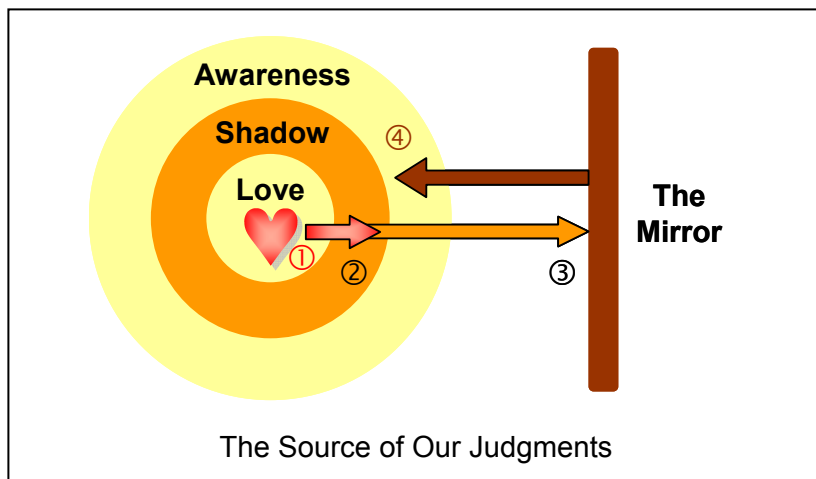 Awareness
Shadow
④
Love
The
Mirror
①
②
③
The Source of Our Judgments